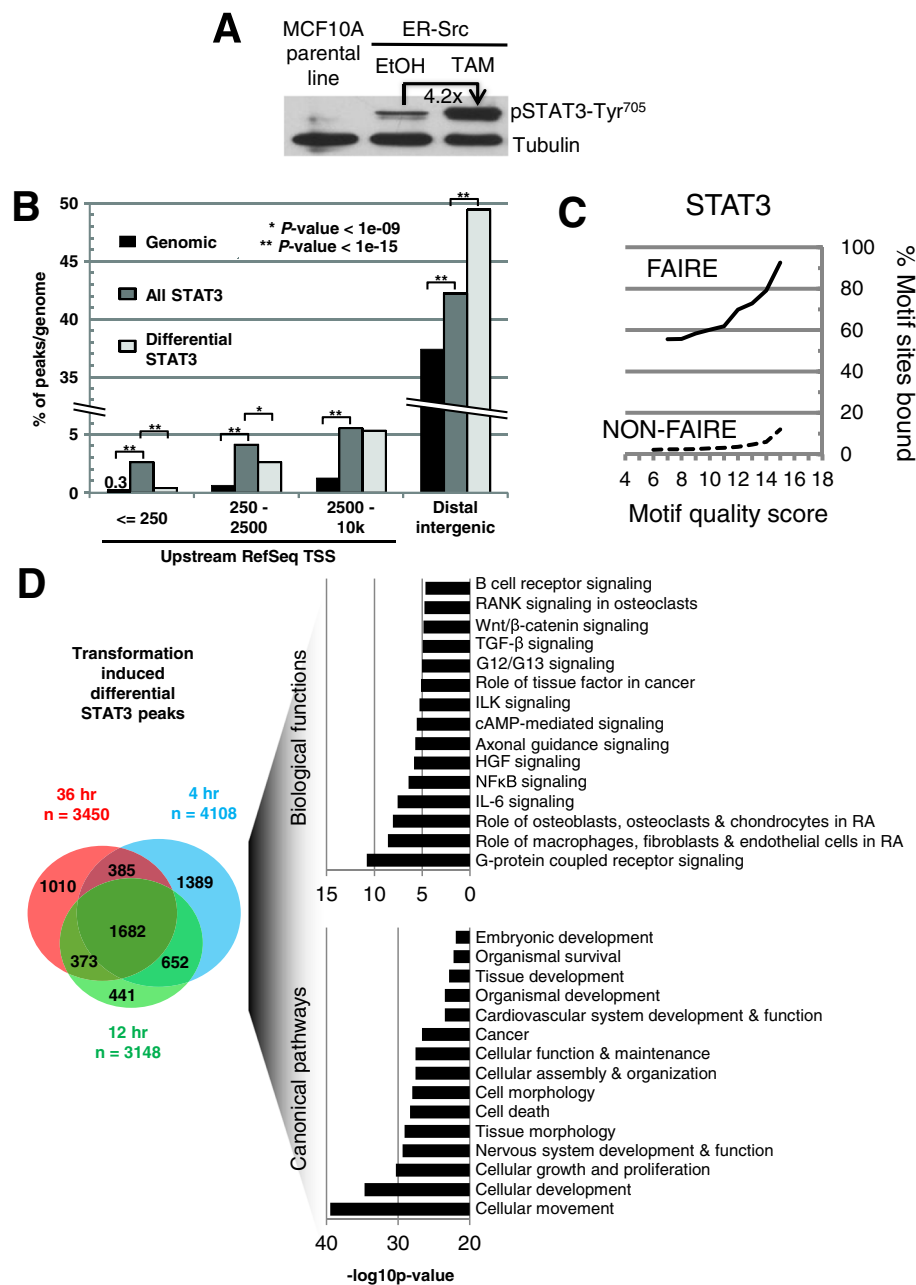 A
MCF10A
parental
line
ER-Src
EtOH
TAM
4.2x
pSTAT3-Tyr705
Tubulin
B
50
45
40
35
5
0
% of peaks/genome
Genomic
All STAT3
Differential
STAT3
* P-value < 1e-09
** P-value < 1e-15
0.3
**
**
**
*
**
**
**
<= 250
250 -
2500
2500 -
10k
Distal
intergenic
Upstream RefSeq TSS
C
STAT3
FAIRE
NON-FAIRE
100
80
60
40
20
0
% Motif sites bound
4 6 8 10 12 14 16 18
Motif quality score
D
Transformation
induced
differential
STAT3 peaks
36 hr
n = 3450
4 hr
n = 4108
1010
385
1389
1682
373
652
441
12 hr
n = 3148
Biological functions
B cell receptor signaling
RANK signaling in osteoclasts
Wnt/β-catenin signaling
TGF-β signaling
G12/G13 signaling
Role of tissue factor in cancer
ILK signaling
cAMP-mediated signaling
Axonal guidance signaling
HGF signaling
NFκB signaling
IL-6 signaling
Role of osteoblasts, osteoclasts & chondrocytes in RA
Role of macrophages, fibroblasts & endothelial cells in RA
G-protein coupled receptor signaling
15 10 5 0
Canonical pathways
Embryonic development
Organismal survival
Tissue development
Organismal development
Cardiovascular system development & function
Cancer
Cellular function & maintenance
Cellular assembly & organization
Cell morphology
Cell death
Tissue morphology
Nervous system development & function
Cellular growth and proliferation
Cellular development
Cellular movement
40 30 20
-log10p-value